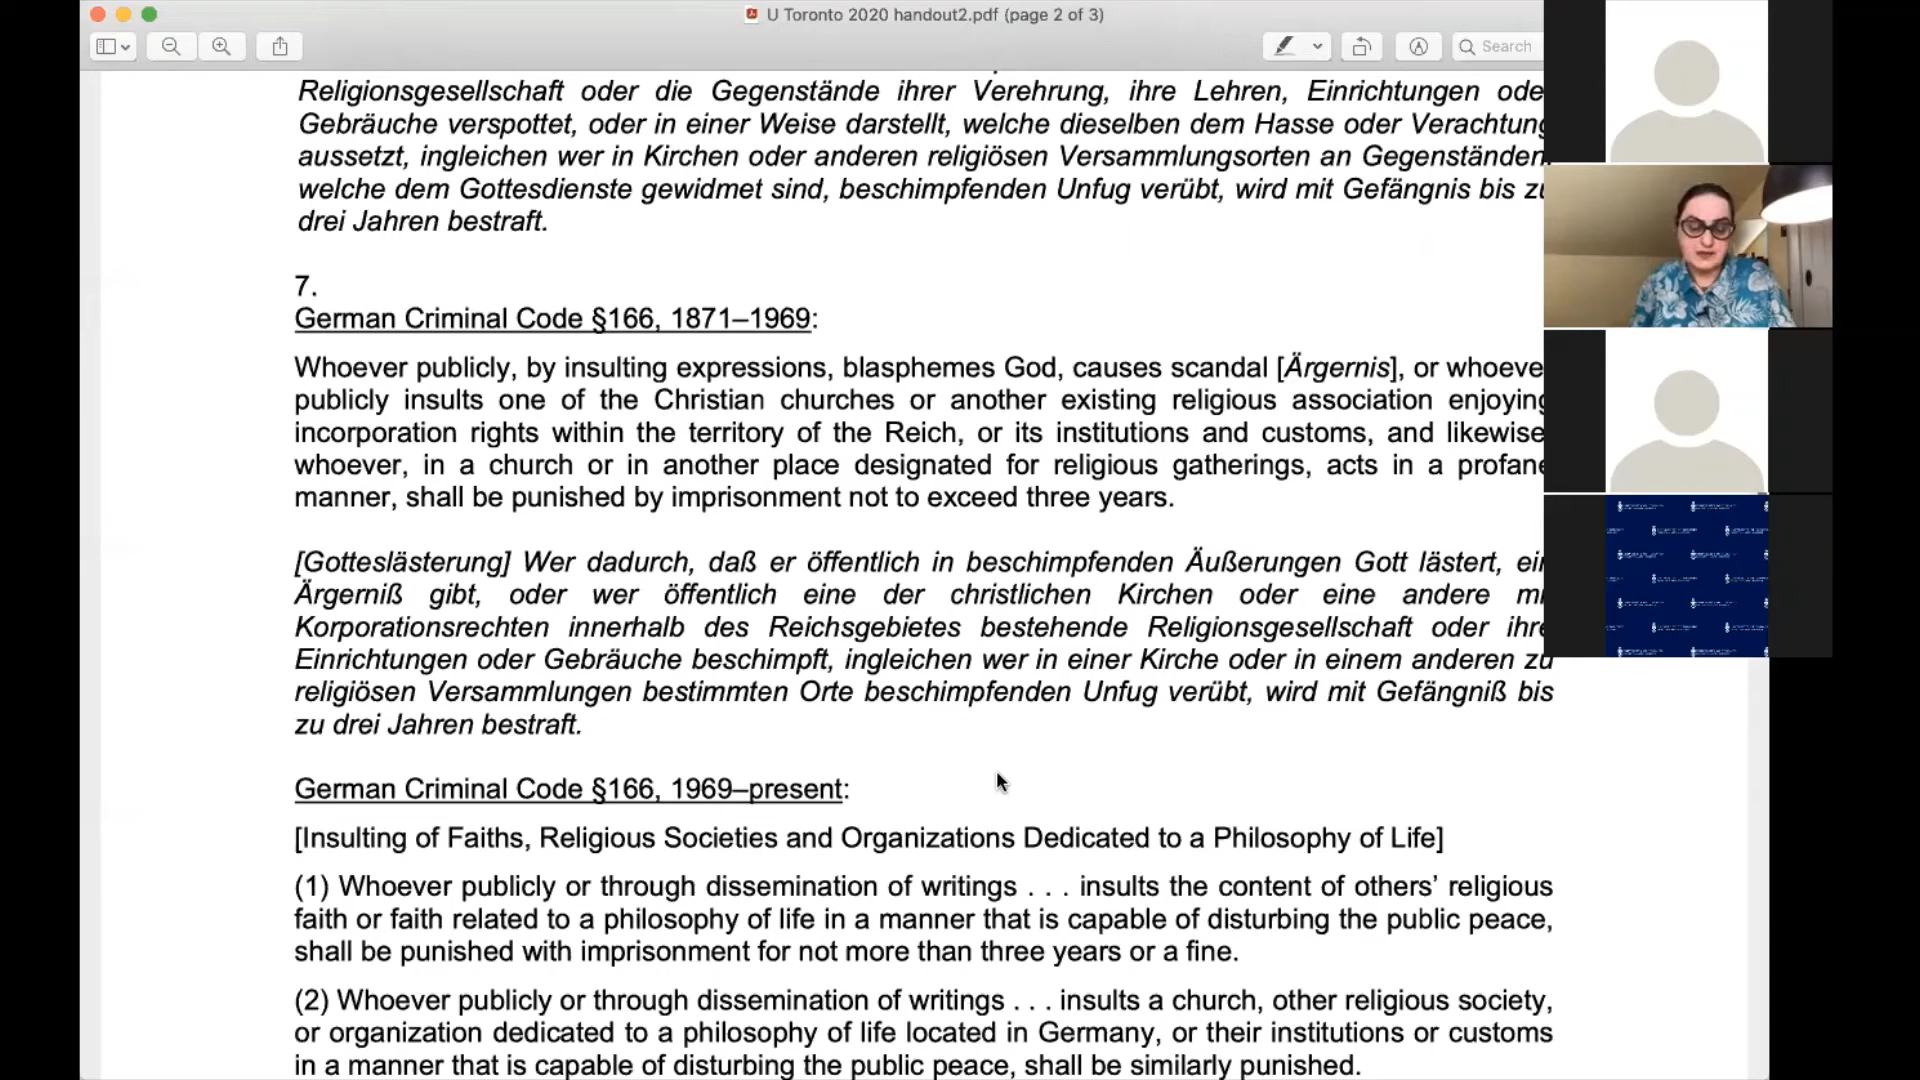 U Toronto 2020 handout2.pdf (page 2 of 3)
Search
Religionsgesellschaft oder die Gegenstände ihrer Verehrung, ihre Lehren, Einrichtungen ode
Gebräuche verspottet, oder in einer Weise darstellt, welche dieselben dem Hasse oder Verachtung
aussetzt, ingleichen wer in Kirchen oder anderen religiösen Versammlungsorten an Gegenständen
welche dem Gottesdienste gewidmet sind, beschimpfenden Unfug verübt, wird mit Gefängnis bis zu
drei Jahren bestraft.
7.
German Criminal Code §166, 1871–1969:
Whoever publicly, by insulting expressions, blasphemes God, causes scandal [Ärgernis], or whoeve
publicly insults one of the Christian churches or another existing religious association enjoying
incorporation rights within the territory of the Reich, or its institutions and customs, and likewise
whoever, in a church or in another place designated for religious gatherings, acts in a profane
manner, shall be punished by imprisonment not to exceed three years.
[Gotteslästerung] Wer dadurch, daß er öffentlich in beschimpfenden Äußerungen Gott lästert, ein
Ärgerniß gibt, oder wer öffentlich eine der christlichen Kirchen oder eine andere mi
Korporationsrechten innerhalb des Reichsgebietes bestehende Religionsgesellschaft oder ihre
Einrichtungen oder Gebräuche beschimpft, ingleichen wer in einer Kirche oder in einem anderen zu
religiösen Versammlungen bestimmten Orte beschimpfenden Unfug verübt, wird mit Gefängniß bis
zu drei Jahren bestraft.
German Criminal Code §166, 1969–present:
[Insulting of Faiths, Religious Societies and Organizations Dedicated to a Philosophy of Life]
(1) Whoever publicly or through dissemination of writings . . . insults the content of others’ religious
faith or faith related to a philosophy of life in a manner that is capable of disturbing the public peace,
shall be punished with imprisonment for not more than three years or a fine.
(2) Whoever publicly or through dissemination of writings . . . insults a church, other religious society,
or organization dedicated to a philosophy of life located in Germany, or their institutions or customs
in a manner that is capable of disturbing the public peace, shall be similarly punished.